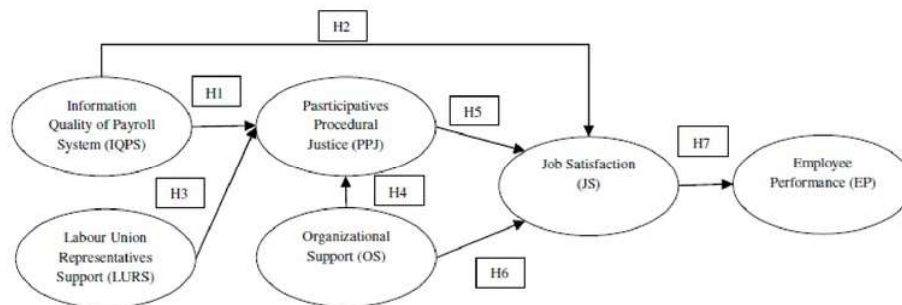 H2
Information
Quality of Payroll
System (IQPS)
H1
Pasrticipatives
Procedural
Justice (PPJ)
H5
Job Satisfaction
(JS)
H7
Employee
Performance (EP)
H3
H4
Labour Union
Representatives
Support (LURS)
Organizational
Support (OS)
H6